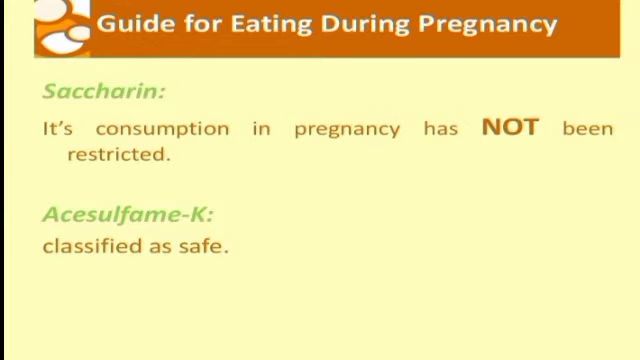 Guide for Eating During Pregnancy
Saccharin:
It's consumption in pregnancy has NOT been
restricted.
Acesulfame-K:
classified as safe.